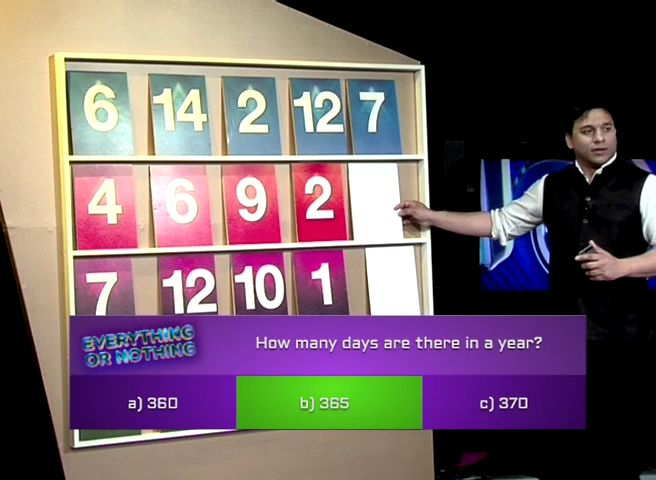 6 14 2 12 7
4 6 9 2
7 12 10 1
EVERYTHING
OR NOTHING
How many days are there in a year?
a) 360 b) 365 c) 370